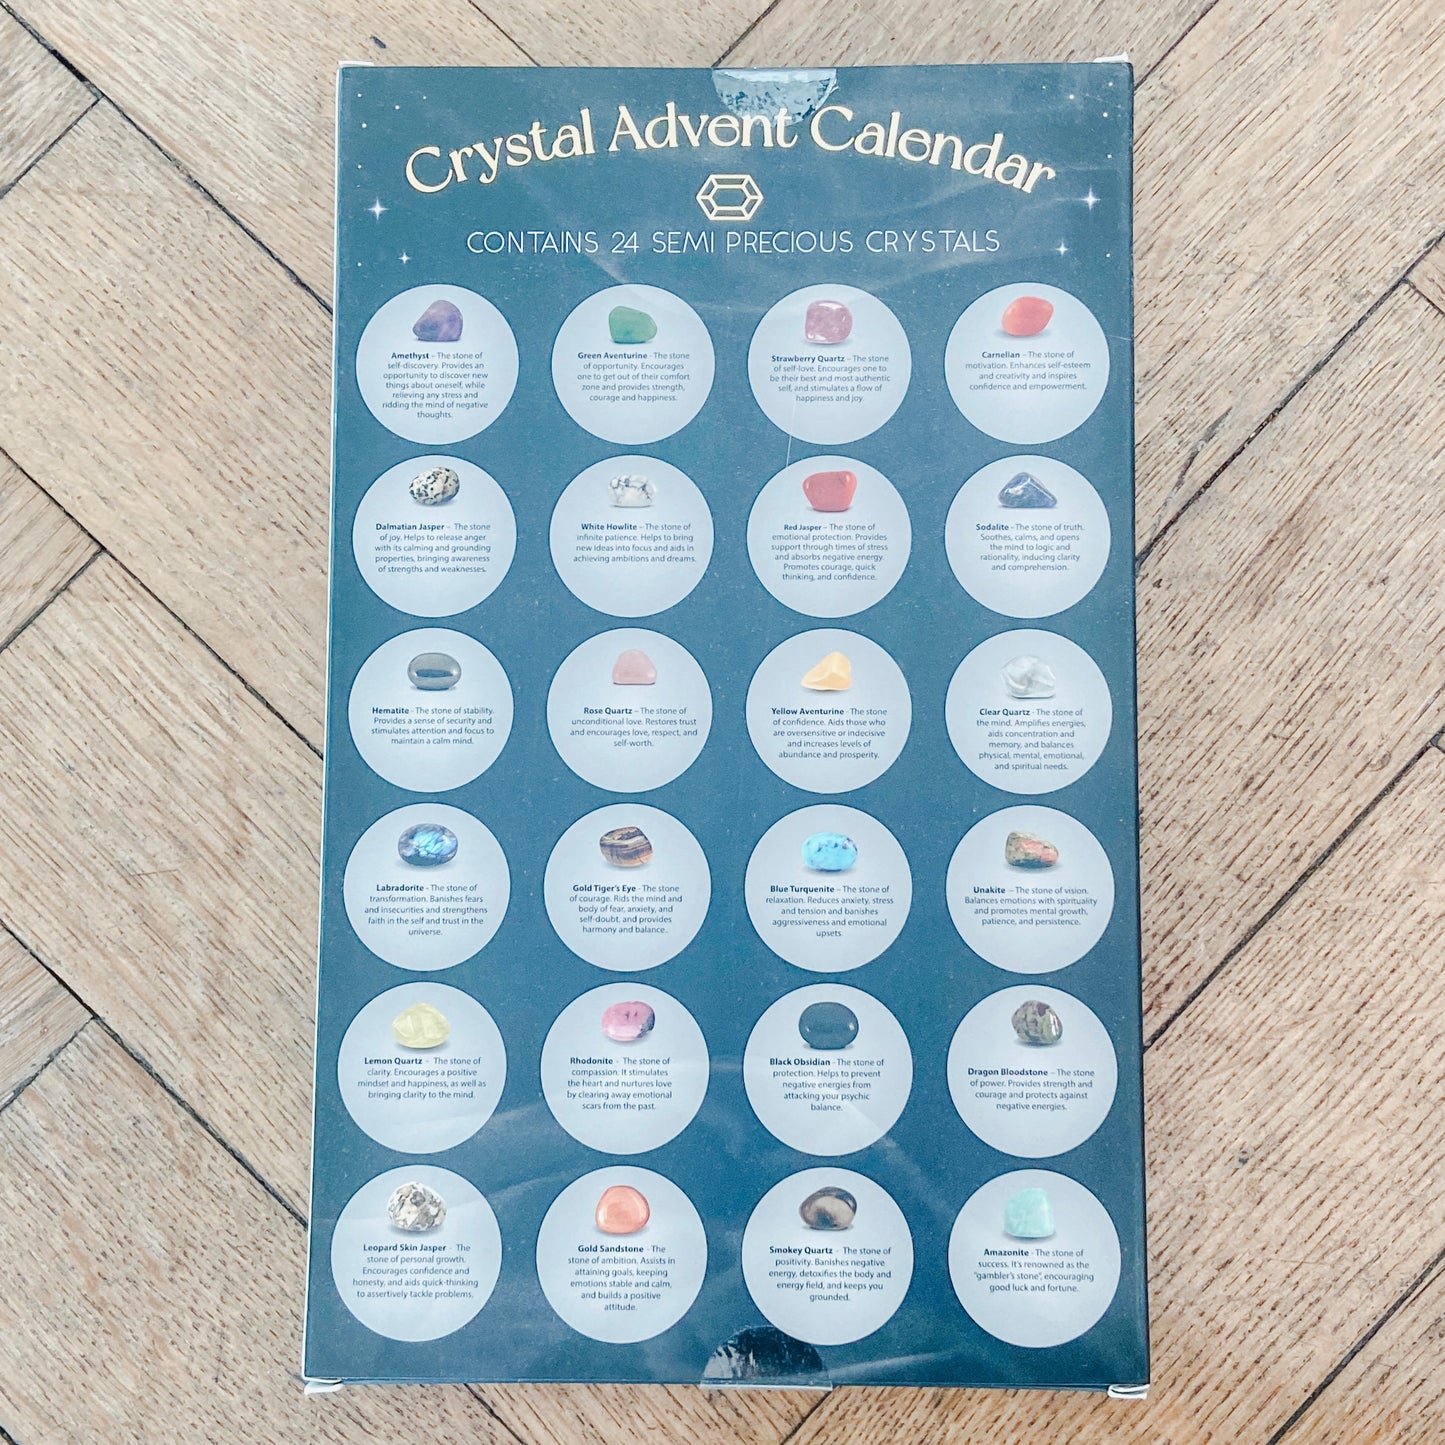 Crystal Advent Calendar
CONTAINS 24 SEMI PRECIOUS CRYSTALS
Amethyst – The stone of
self-discovery. Provides an
opportunity to discover new
things about oneself, while
relieving any stress and
ridding the mind of negative
thoughts.
Green Aventurine - The stone
of opportunity. Encourages
one to get out of their comfort
zone and provides strength,
courage and happiness.
Strawberry Quartz – The stone
of self-love. Encourages one to
be their best and most authentic
self, and stimulates a flow of
happiness and joy.
Carnelian – The stone of
motivation. Enhances self-esteem
and creativity and inspires
confidence and empowerment.
Dalmatian Jasper – The stone
of joy. Helps to release anger
with its calming and grounding
properties, bringing awareness
of strengths and weaknesses.
White Howlite – The stone of
infinite patience. Helps to bring
new ideas into focus and aids in
achieving ambitions and dreams.
Red Jasper – The stone of
emotional protection. Provides
support through times of stress
and absorbs negative energy.
Promotes courage, quick
thinking, and confidence.
Sodalite - The stone of truth.
Soothes, calms, and opens
the mind to logic and
rationality, inducing clarity
and comprehension.
Hematite – The stone of stability.
Provides a sense of security and
stimulates attention and focus to
maintain a calm mind.
Rose Quartz – The stone of
unconditional love. Restores trust
and encourages love, respect, and
self-worth.
Yellow Aventurine - The stone
of confidence. Aids those who
are oversensitive or indecisive
and increases levels of
abundance and prosperity.
Clear Quartz - The stone of
the mind. Amplifies energies,
aids concentration and
memory, and balances
physical, mental, emotional,
and spiritual needs.
Labradorite - The stone of
transformation. Banishes fears
and insecurities and strengthens
faith in the self and trust in the
universe.
Gold Tiger's Eye - The stone
of courage. Rids the mind and
body of fear, anxiety, and
self-doubt, and provides
harmony and balance..
Blue Turquenite – The stone of
relaxation. Reduces anxiety, stress
and tension and banishes
aggressiveness and emotional
upsets.
Unakite – The stone of vision.
Balances emotions with spirituality
and promotes mental growth,
patience, and persistence.
Lemon Quartz - The stone of
clarity. Encourages a positive
mindset and happiness, as well as
bringing clarity to the mind.
Rhodonite - The stone of
compassion. It stimulates
the heart and nurtures love
by clearing away emotional
scars from the past.
Black Obsidian - The stone of
protection. Helps to prevent
negative energies from
attacking your psychic
balance.
Dragon Bloodstone – The stone
of power. Provides strength and
courage and protects against
negative energies.
Leopard Skin Jasper - The
stone of personal growth.
Encourages confidence and
honesty, and aids quick-thinking
to assertively tackle problems.
Gold Sandstone - The
stone of ambition. Assists in
attaining goals, keeping
emotions stable and calm,
and builds a positive
attitude.
Smokey Quartz - The stone of
positivity. Banishes negative
energy, detoxifies the body and
energy field, and keeps you
grounded.
Amazonite - The stone of
success. It's renowned as the
"gambler's stone", encouraging
good luck and fortune.